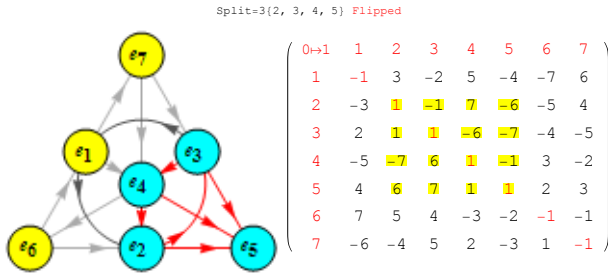 Split=3{2, 3, 4, 5} Flipped
e7
e1
e3
e4
e6
e2
e5
0↦1 1 2 3 4 5 6 7
1 -1 3 -2 5 -4 -7 6
2 -3 1 -1 7 -6 -5 4
3 2 1 1 -6 -7 -4 -5
4 -5 -7 6 1 -1 3 -2
5 4 6 7 1 1 2 3
6 7 5 4 -3 -2 -1 -1
7 -6 -4 5 2 -3 1 -1